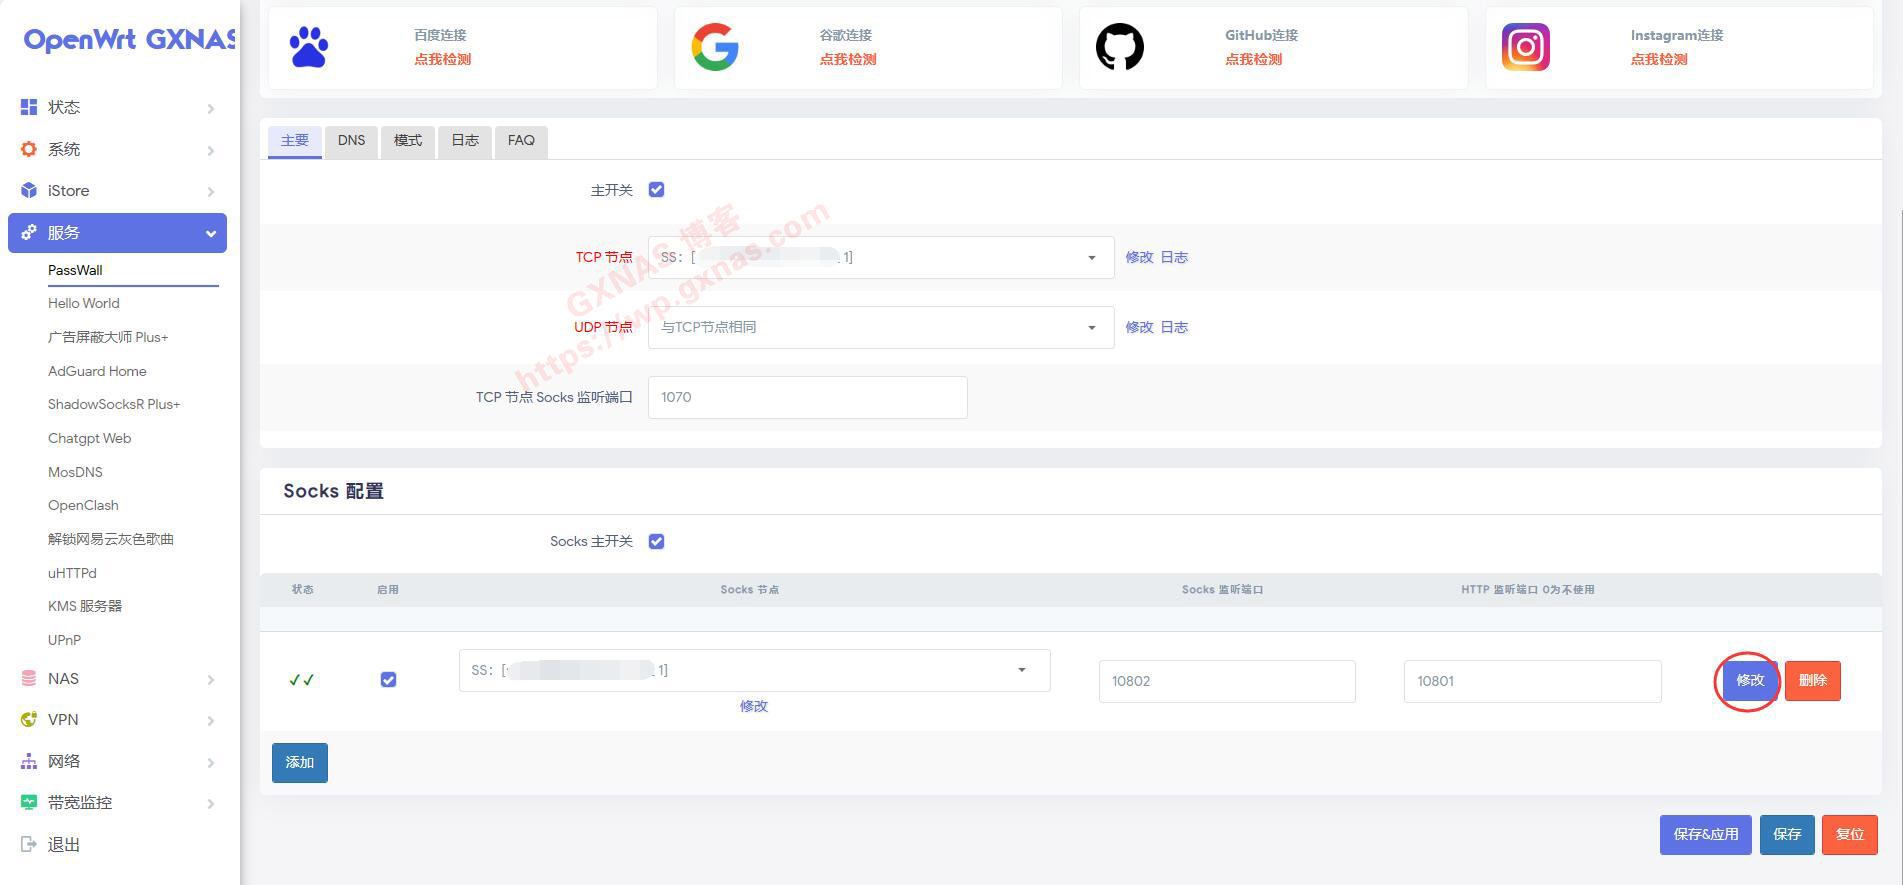 OpenWrt GXNAS
状态
系统
iStore
服务
PassWall
Hello World
广告屏蔽大师 Plus+
AdGuard Home
ShadowSocksR Plus+
Chatgpt Web
MosDNS
OpenClash
解锁网易云灰色歌曲
uHTTPd
KMS 服务器
UPnP
NAS
VPN
网络
带宽监控
退出
百度连接
点我检测
谷歌连接
点我检测
GitHub连接
点我检测
Instagram连接
点我检测
主要 DNS 模式 日志 FAQ
主开关
TCP 节点 SS：[ 1] 修改 日志
UDP 节点 与TCP节点相同 修改 日志
TCP 节点 Socks 监听端口 1070
GXNAS 博客
https://wp.gxnas.com
Socks 配置
Socks 主开关
状态 启用 Socks 节点 Socks 监听端口 HTTP 监听端口 0为不使用
SS：[ 1] 10802 10801 修改 删除
修改
添加
保存&应用 保存 复位